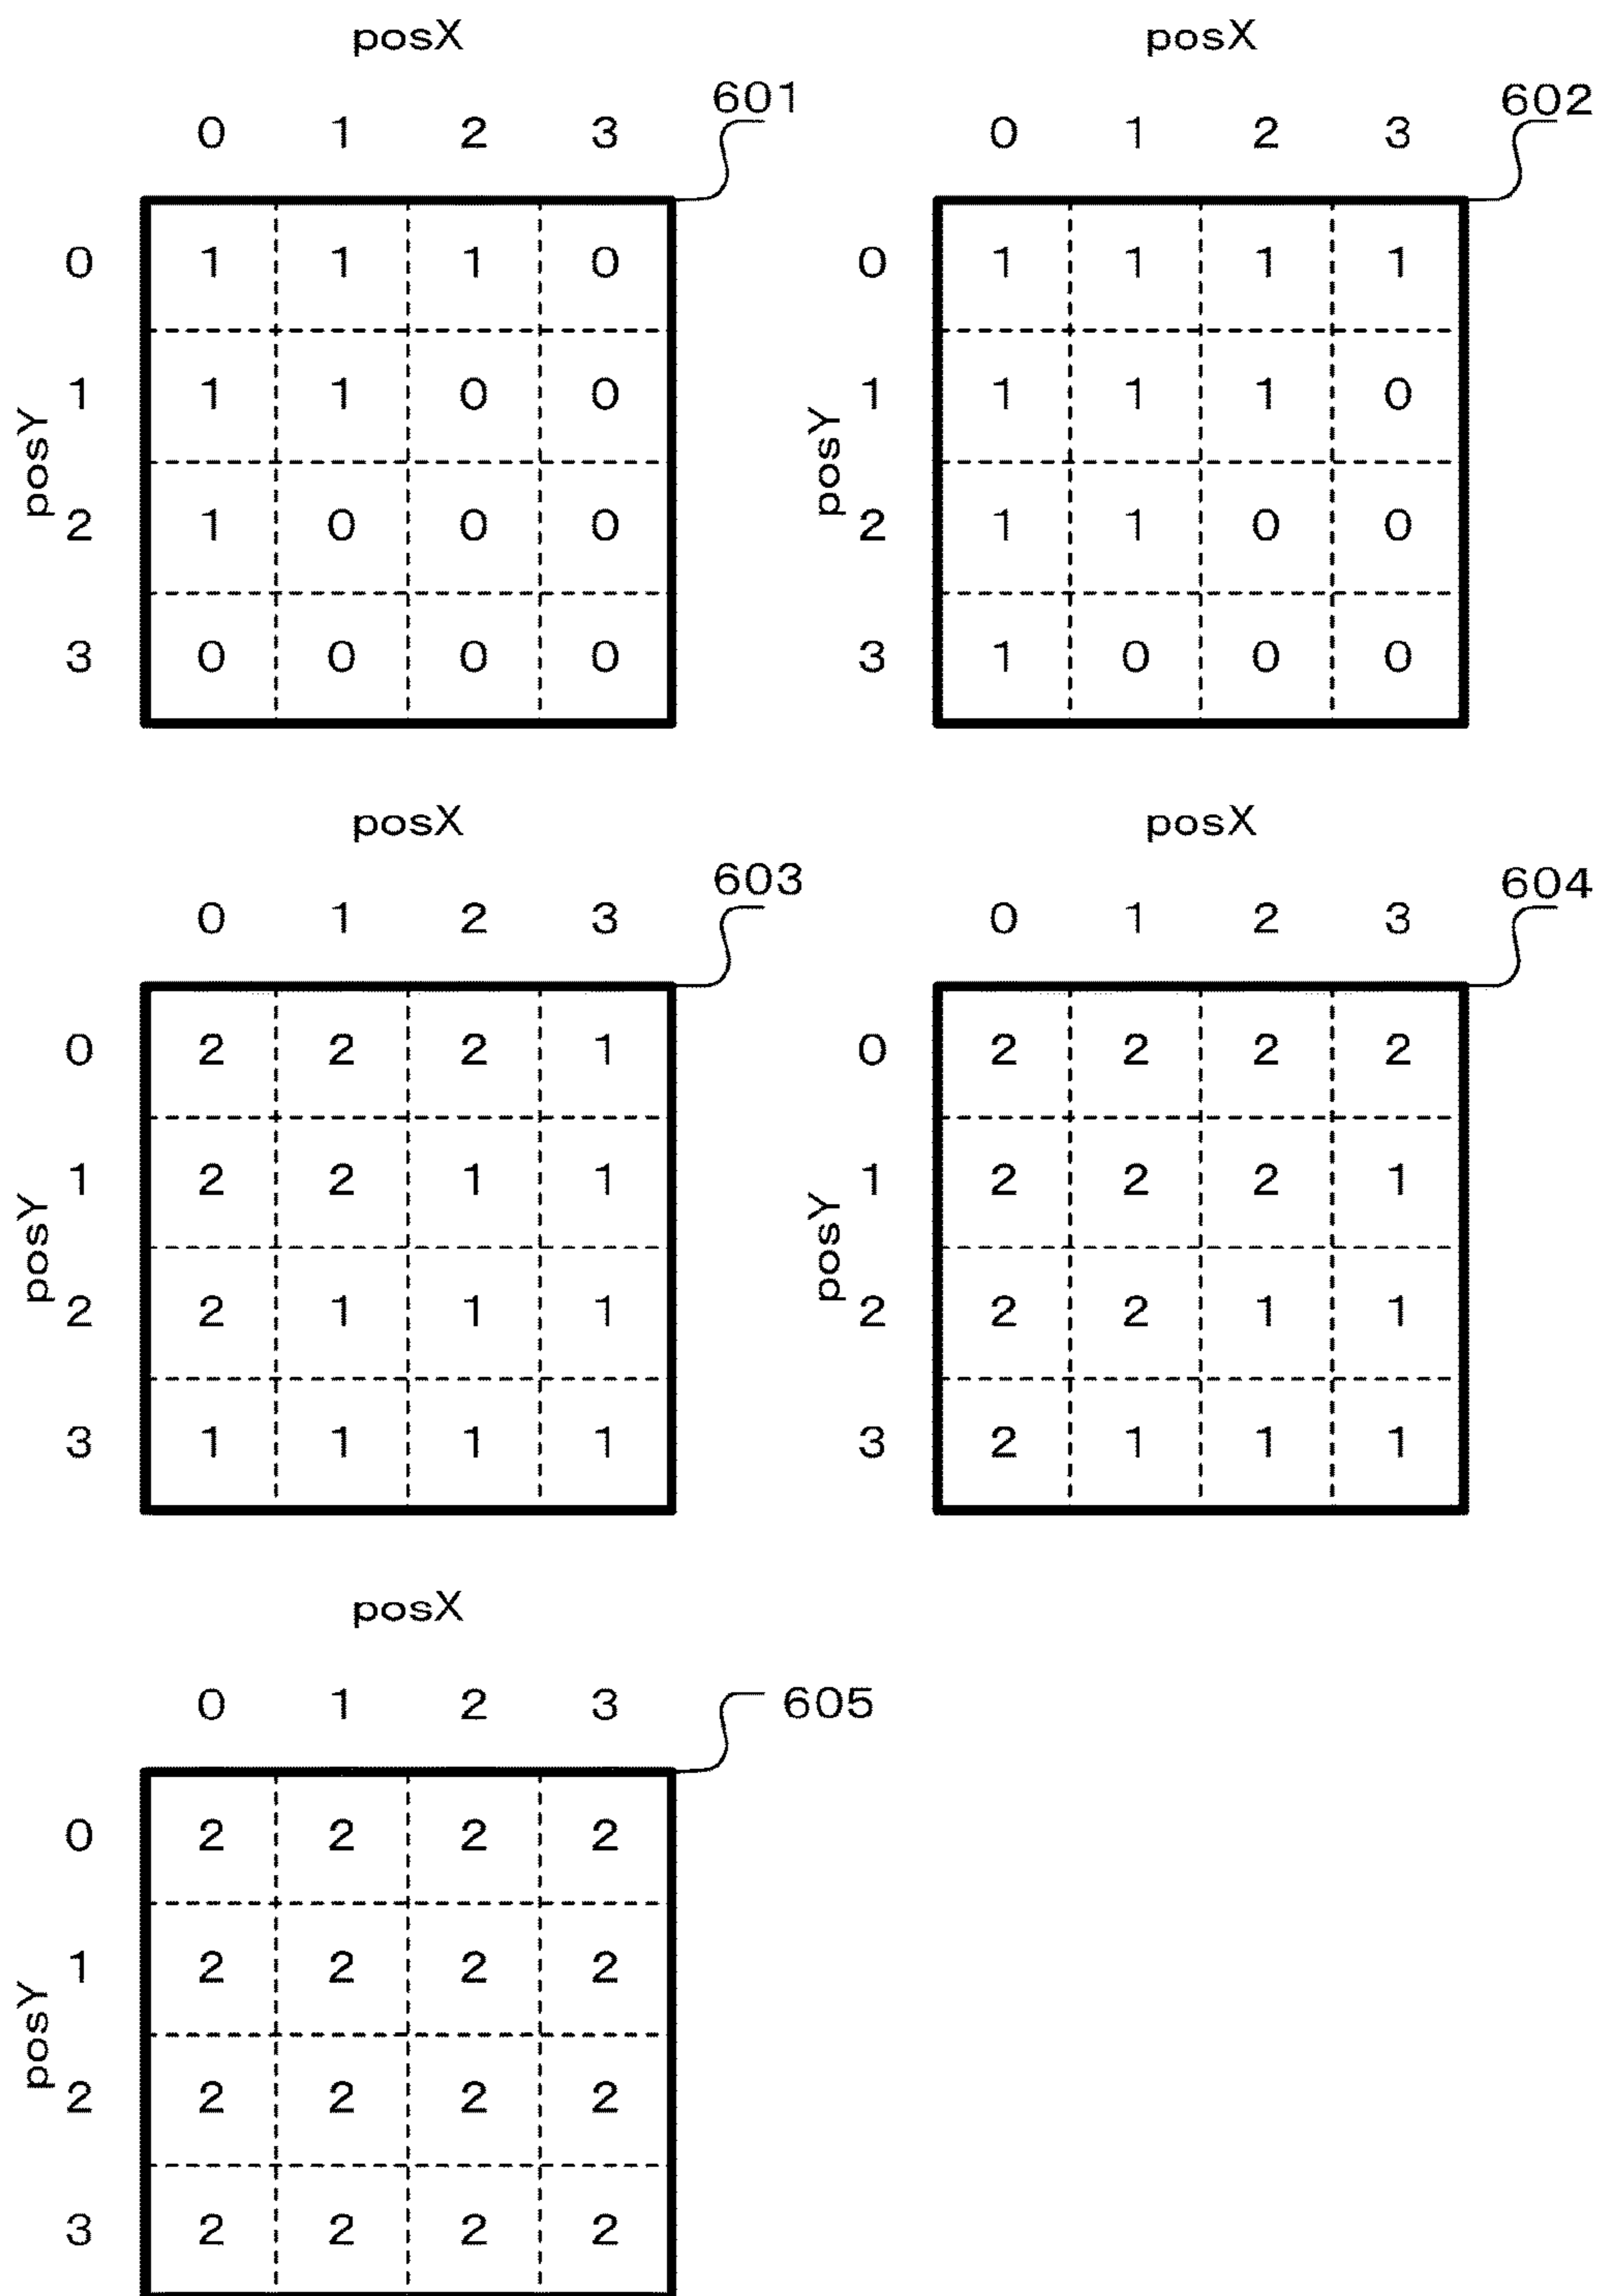 posX
601
0 1 2 3
posY
0 1 1 1 0
1 1 1 0 0
2 1 0 0 0
3 0 0 0 0
posX
602
0 1 2 3
posY
0 1 1 1 1
1 1 1 1 0
2 1 1 0 0
3 1 0 0 0
posX
603
0 1 2 3
posY
0 2 2 2 1
1 2 2 1 1
2 2 1 1 1
3 1 1 1 1
posX
604
0 1 2 3
posY
0 2 2 2 2
1 2 2 2 1
2 2 2 1 1
3 2 1 1 1
posX
605
0 1 2 3
posY
0 2 2 2 2
1 2 2 2 2
2 2 2 2 2
3 2 2 2 2